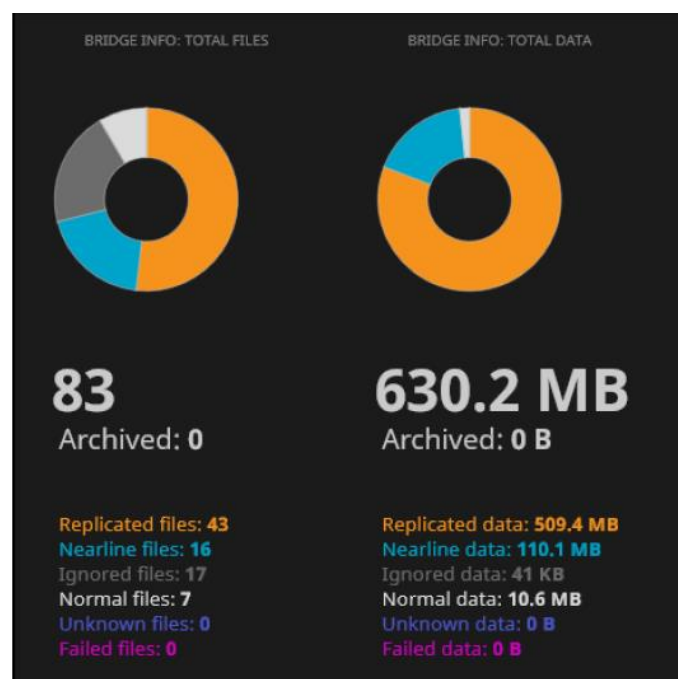 BRIDGE INFO: TOTAL FILES
83
Archived: 0
Replicated files: 43
Nearline files: 16
Ignored files: 17
Normal files: 7
Unknown files: 0
Failed files: 0
BRIDGE INFO: TOTAL DATA
630.2 MB
Archived: 0 B
Replicated data: 509.4 MB
Nearline data: 110.1 MB
Ignored data: 41 KB
Normal data: 10.6 MB
Unknown data: 0 B
Failed data: 0 B